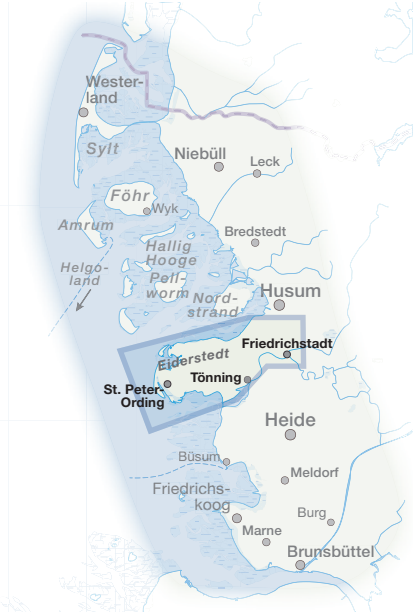 Wester-
land
Sylt
Niebüll
Leck
Föhr
Wyk
Amrum
Bredstedt
Hallig
Hooge
Helgo-
land
Pell-
worm
Nord-
strand
Husum
Friedrichstadt
Eiderstedt
Tönning
St. Peter-
Ording
Heide
Büsum
Meldorf
Friedrichs-
koog
Burg
Marne
Brunsbüttel